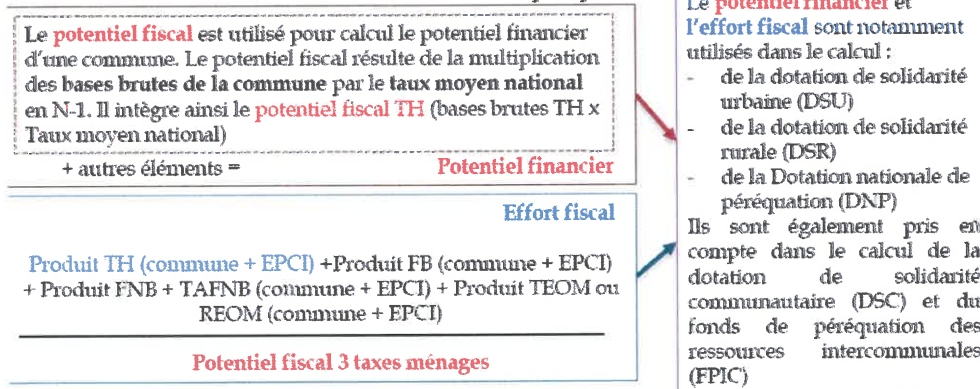 Le potentiel fiscal est utilisé pour calcul le potentiel financier
d'une commune. Le potentiel fiscal résulte de la multiplication
des bases brutes de la commune par le taux moyen national
en N-1. Il intègre ainsi le potentiel fiscal TH (bases brutes TH x
Taux moyen national)
+ autres éléments = Potentiel financier
Effort fiscal
Produit TH (commune + EPCI) +Produit FB (commune + EPCI)
+ Produit FNB + TAFNB (commune + EPCI) + Produit TEOM ou
REOM (commune + EPCI)
Potentiel fiscal 3 taxes ménages
Le potentiel financier et
l'effort fiscal sont notamment
utilisés dans le calcul :
- de la dotation de solidarité
urbaine (DSU)
- de la dotation de solidarité
rurale (DSR)
- de la Dotation nationale de
péréquation (DNP)
Ils sont également pris en
compte dans le calcul de la
dotation de solidarité
communautaire (DSC) et du
fonds de péréquation des
ressources intercommunales
(FPIC)